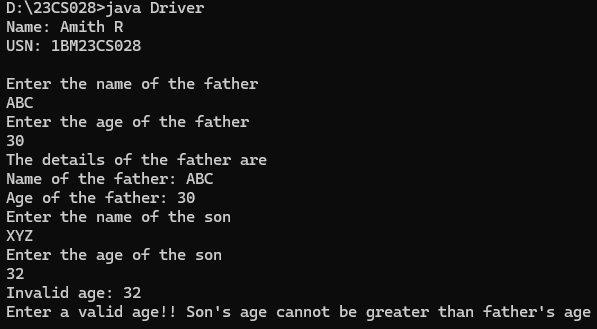 D:\23CS028>java Driver
Name: Amith R
USN: 1BM23CS028
Enter the name of the father
ABC
Enter the age of the father
30
The details of the father are
Name of the father: ABC
Age of the father: 30
Enter the name of the son
XYZ
Enter the age of the son
32
Invalid age: 32
Enter a valid age!! Son's age cannot be greater than father's age